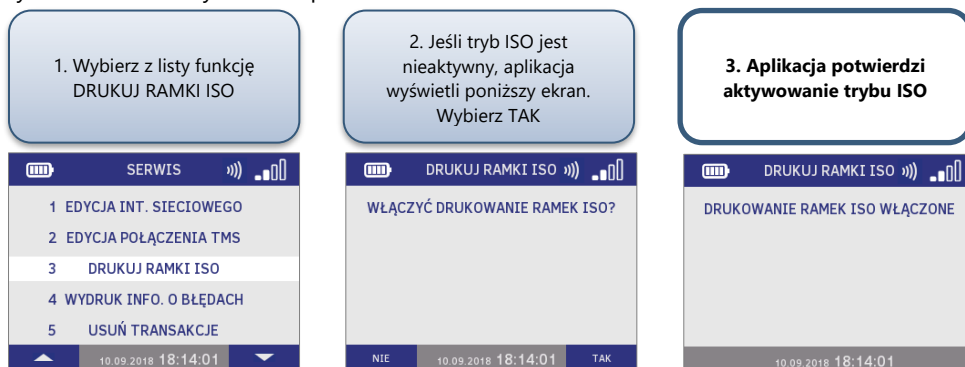 1. Wybierz z listy funkcję
DRUKUJ RAMKI ISO
2. Jeśli tryb ISO jest
nieaktywny, aplikacja
wyświetli poniższy ekran.
Wybierz TAK
3. Aplikacja potwierdzi
aktywowanie trybu ISO
SERWIS
1 EDYCJA INT. SIECIOWEGO
2 EDYCJA POŁĄCZENIA TMS
3 DRUKUJ RAMKI ISO
4 WYDRUK INFO. O BŁĘDACH
5 USUŃ TRANSAKCJE
10.09.2018 18:14:01
DRUKUJ RAMKI ISO
WŁĄCZYĆ DRUKOWANIE RAMEK ISO?
NIE 10.09.2018 18:14:01 TAK
DRUKUJ RAMKI ISO
DRUKOWANIE RAMEK ISO WŁĄCZONE
10.09.2018 18:14:01